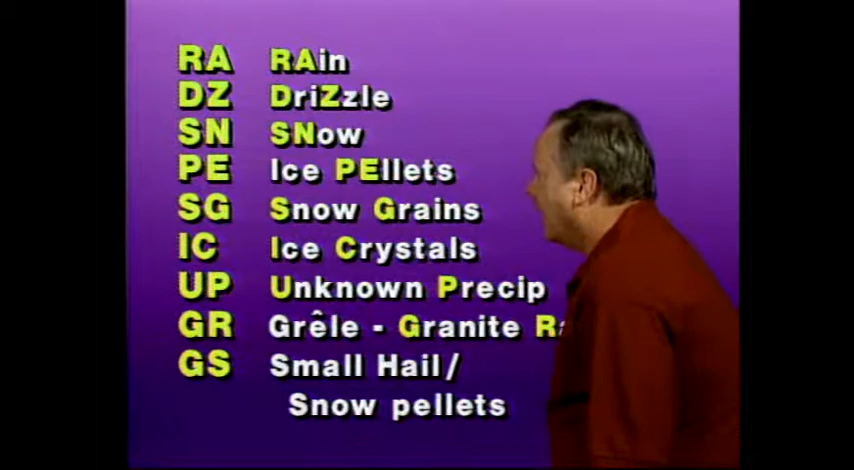 RA RAin
DZ DriZzle
SN SNow
PE Ice PEllets
SG Snow Grains
IC Ice Crystals
UP Unknown Precip
GR Grêle - Granite
GS Small Hail/
Snow pellets